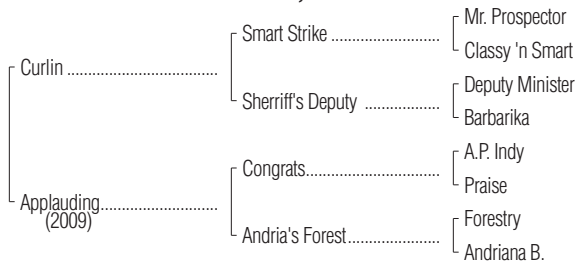 Mr. Prospector
Smart Strike ........................
Classy 'n Smart
Curlin ..................................
Deputy Minister
Sherriff's Deputy .................
Barbarika
A.P. Indy
Congrats..............................
Praise
Applauding..........................
(2009)
Forestry
Andria's Forest.....................
Andriana B.